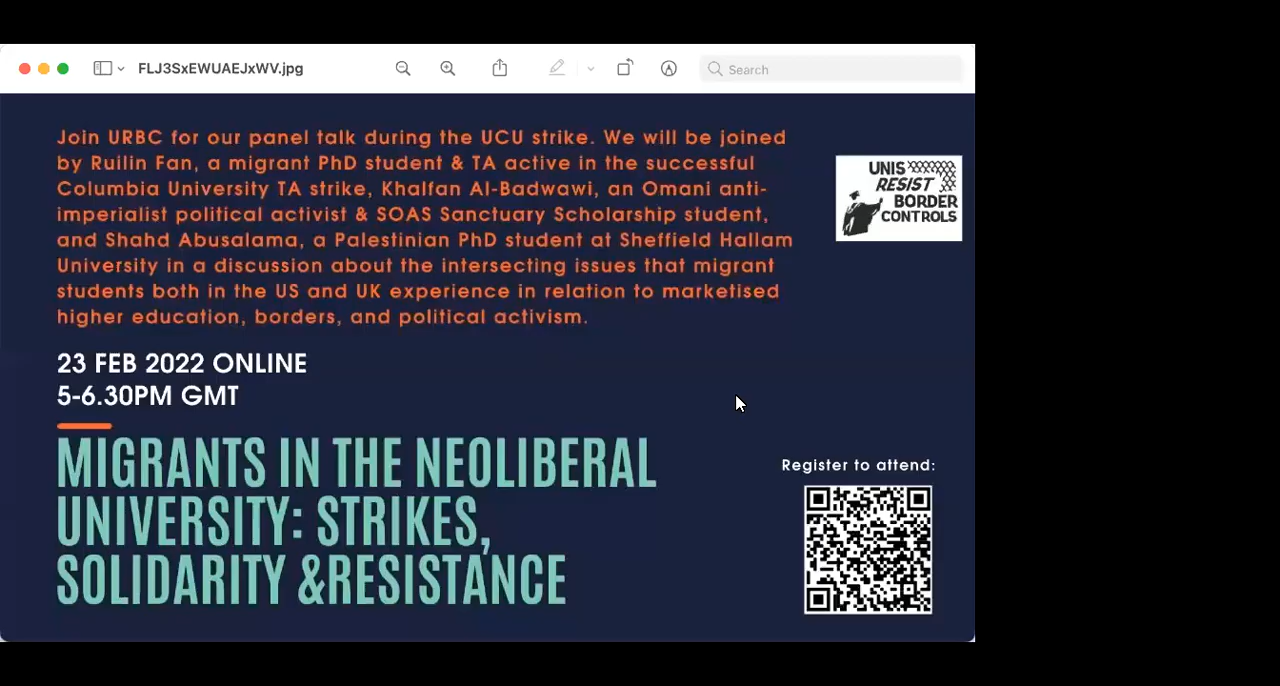 FLJ3SxEWUAEJxWV.jpg
Search
Join URBC for our panel talk during the UCU strike. We will be joined
by Ruilin Fan, a migrant PhD student & TA active in the successful
Columbia University TA strike, Khalfan Al-Badwawi, an Omani anti-
imperialist political activist & SOAS Sanctuary Scholarship student,
and Shahd Abusalama, a Palestinian PhD student at Sheffield Hallam
University in a discussion about the intersecting issues that migrant
students both in the US and UK experience in relation to marketised
higher education, borders, and political activism.
UNIS
RESIST
BORDER
CONTROLS
23 FEB 2022 ONLINE
5-6.30PM GMT
MIGRANTS IN THE NEOLIBERAL
UNIVERSITY: STRIKES,
SOLIDARITY &RESISTANCE
Register to attend: